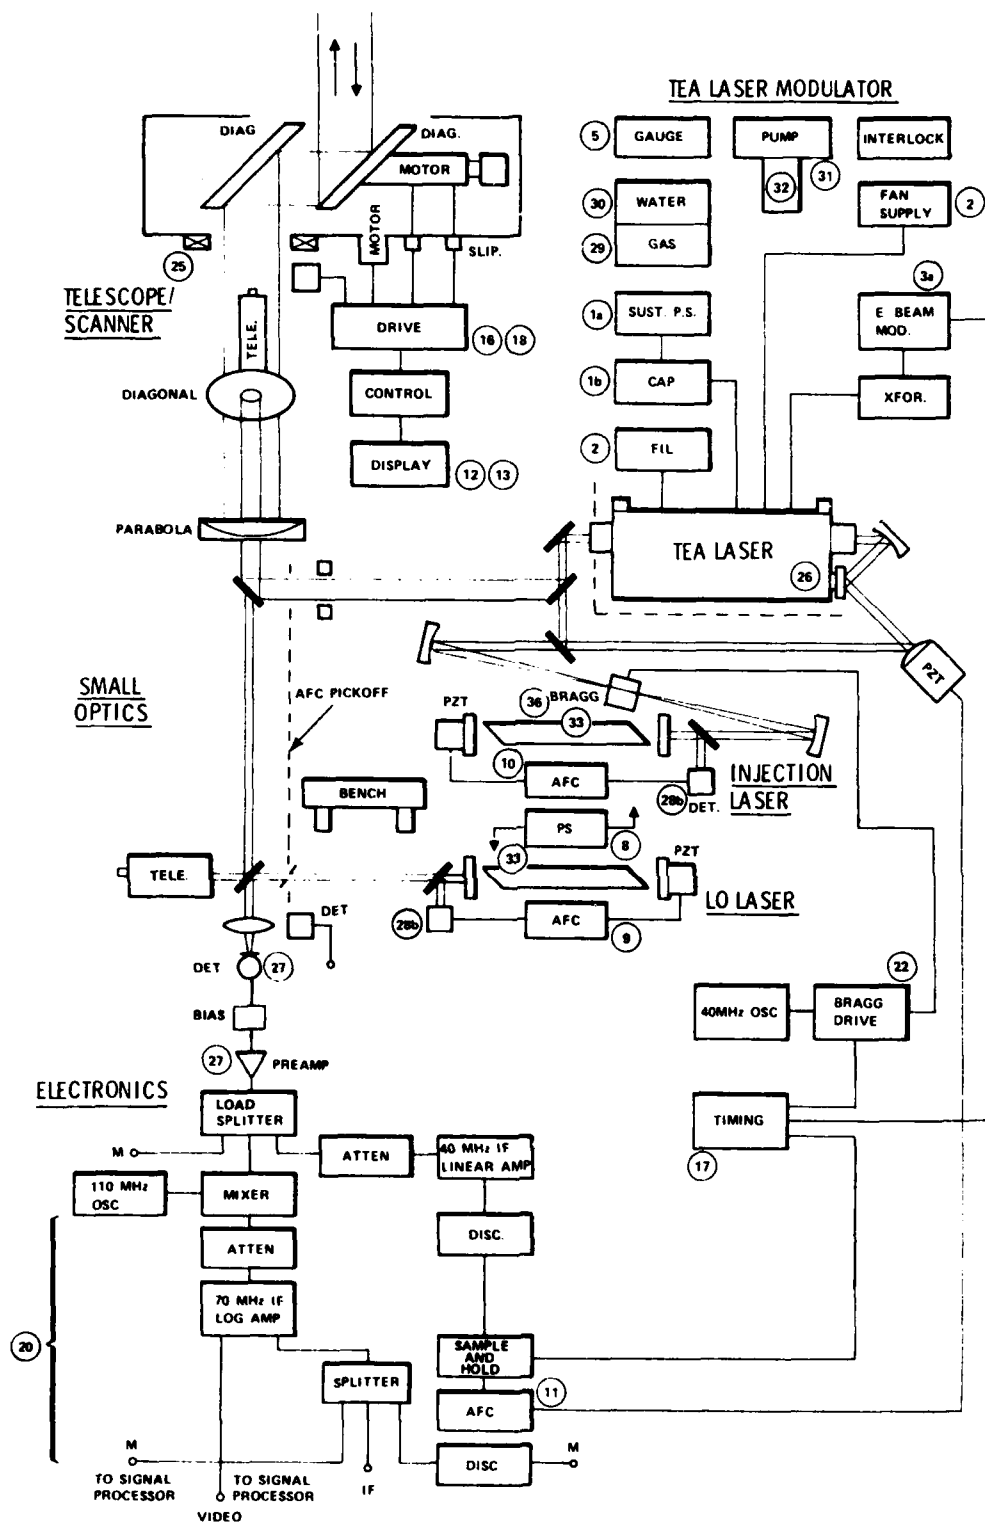 TEA LASER MODULATOR
DIAG
DIAG.
MOTOR
MOTOR
SLIP.
25
TELESCOPE/
SCANNER
TELE.
DRIVE
16
18
DIAGONAL
CONTROL
DISPLAY
12
13
PARABOLA
5
GAUGE
PUMP
32
31
INTERLOCK
30
WATER
29
GAS
FAN
SUPPLY
2
3a
1a
SUST. P.S.
E BEAM
MOD.
1b
CAP
XFOR.
2
FIL
TEA LASER
26
PZT
SMALL
OPTICS
AFC PICKOFF
PZT
36
BRAGG
33
10
AFC
28b
DET.
INJECTION
LASER
BENCH
PS
8
33
PZT
TELE.
LO LASER
28b
AFC
9
DET
DET
27
BIAS
27
PREAMP
22
40MHz OSC
BRAGG
DRIVE
ELECTRONICS
LOAD
SPLITTER
TIMING
17
M
ATTEN
40 MHz IF
LINEAR AMP
110 MHz
OSC
MIXER
ATTEN
DISC.
70 MHz IF
LOG AMP
20
SAMPLE
AND
HOLD
SPLITTER
11
AFC
M
DISC
M
TO SIGNAL
PROCESSOR
TO SIGNAL
PROCESSOR
IF
VIDEO